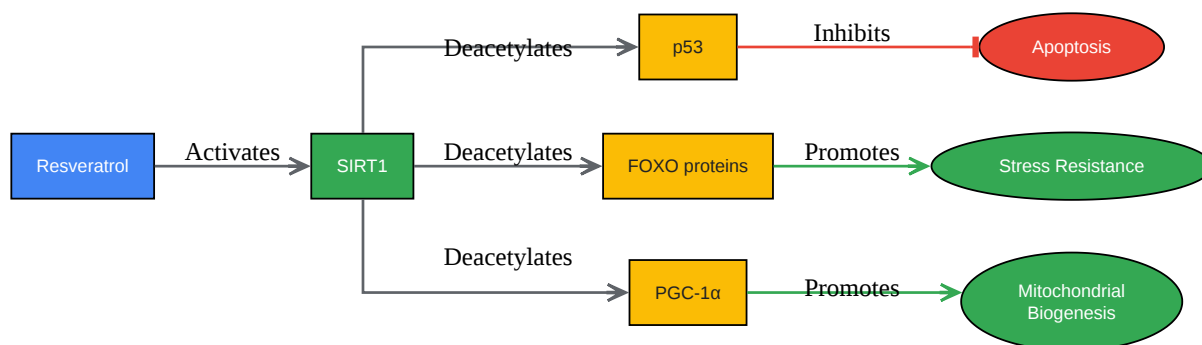 Deacetylates
p53
Inhibits
Apoptosis
Resveratrol
Activates
SIRT1
Deacetylates
FOXO proteins
Promotes
Stress Resistance
Deacetylates
PGC-1α
Promotes
Mitochondrial
Biogenesis